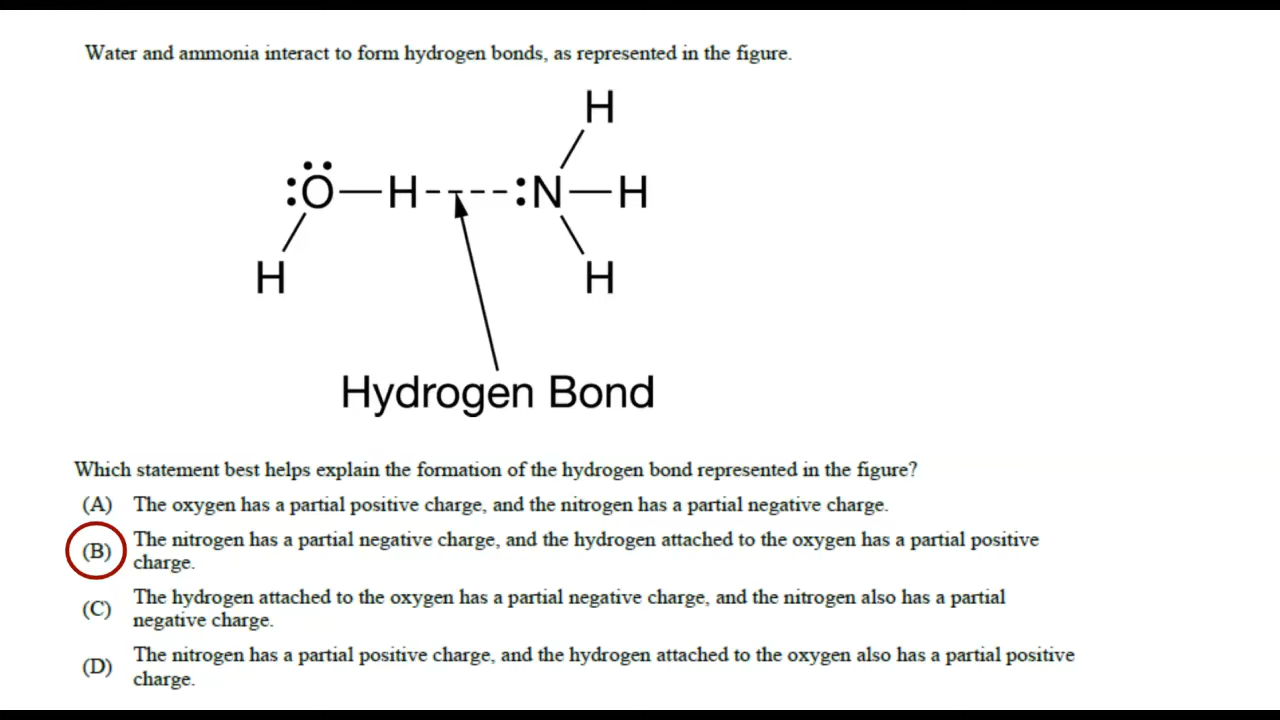 Water and ammonia interact to form hydrogen bonds, as represented in the figure.
H
:Ö—H----:N—H
H
H
Hydrogen Bond
Which statement best helps explain the formation of the hydrogen bond represented in the figure?
(A) The oxygen has a partial positive charge, and the nitrogen has a partial negative charge.
(B) The nitrogen has a partial negative charge, and the hydrogen attached to the oxygen has a partial positive
charge.
(C) The hydrogen attached to the oxygen has a partial negative charge, and the nitrogen also has a partial
negative charge.
(D) The nitrogen has a partial positive charge, and the hydrogen attached to the oxygen also has a partial positive
charge.